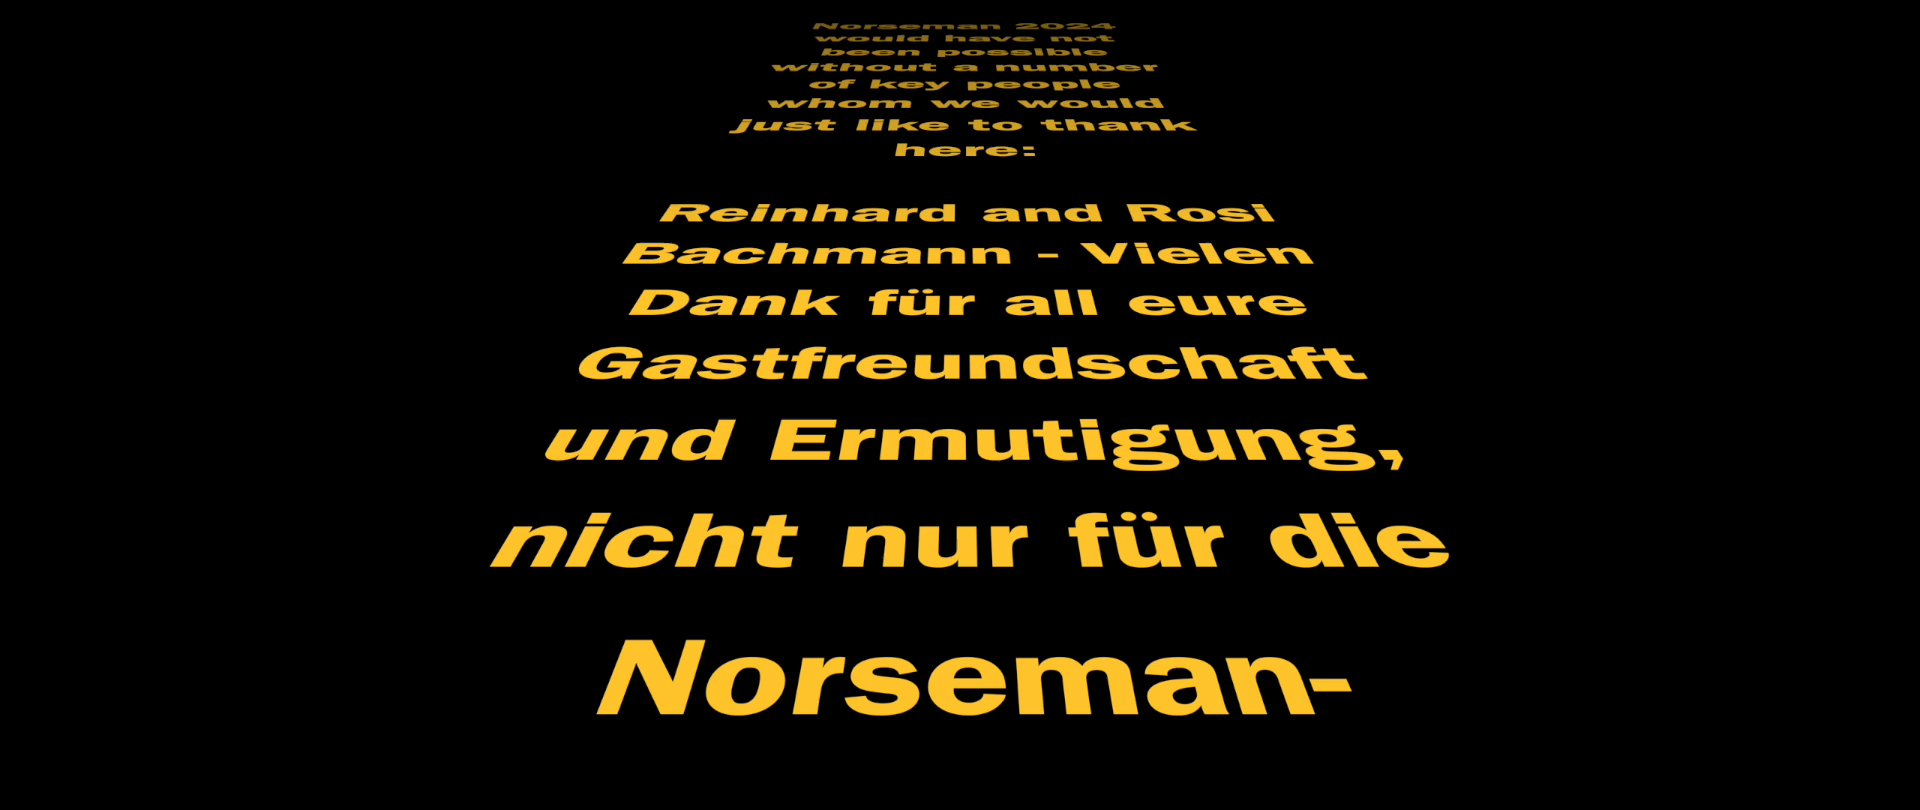 Norseman 2024
would have not
been possible
without a number
of key people
whom we would
just like to thank
here:
Reinhard and Rosi
Bachmann - Vielen
Dank für all eure
Gastfreundschaft
und Ermutigung,
nicht nur für die
Norseman-